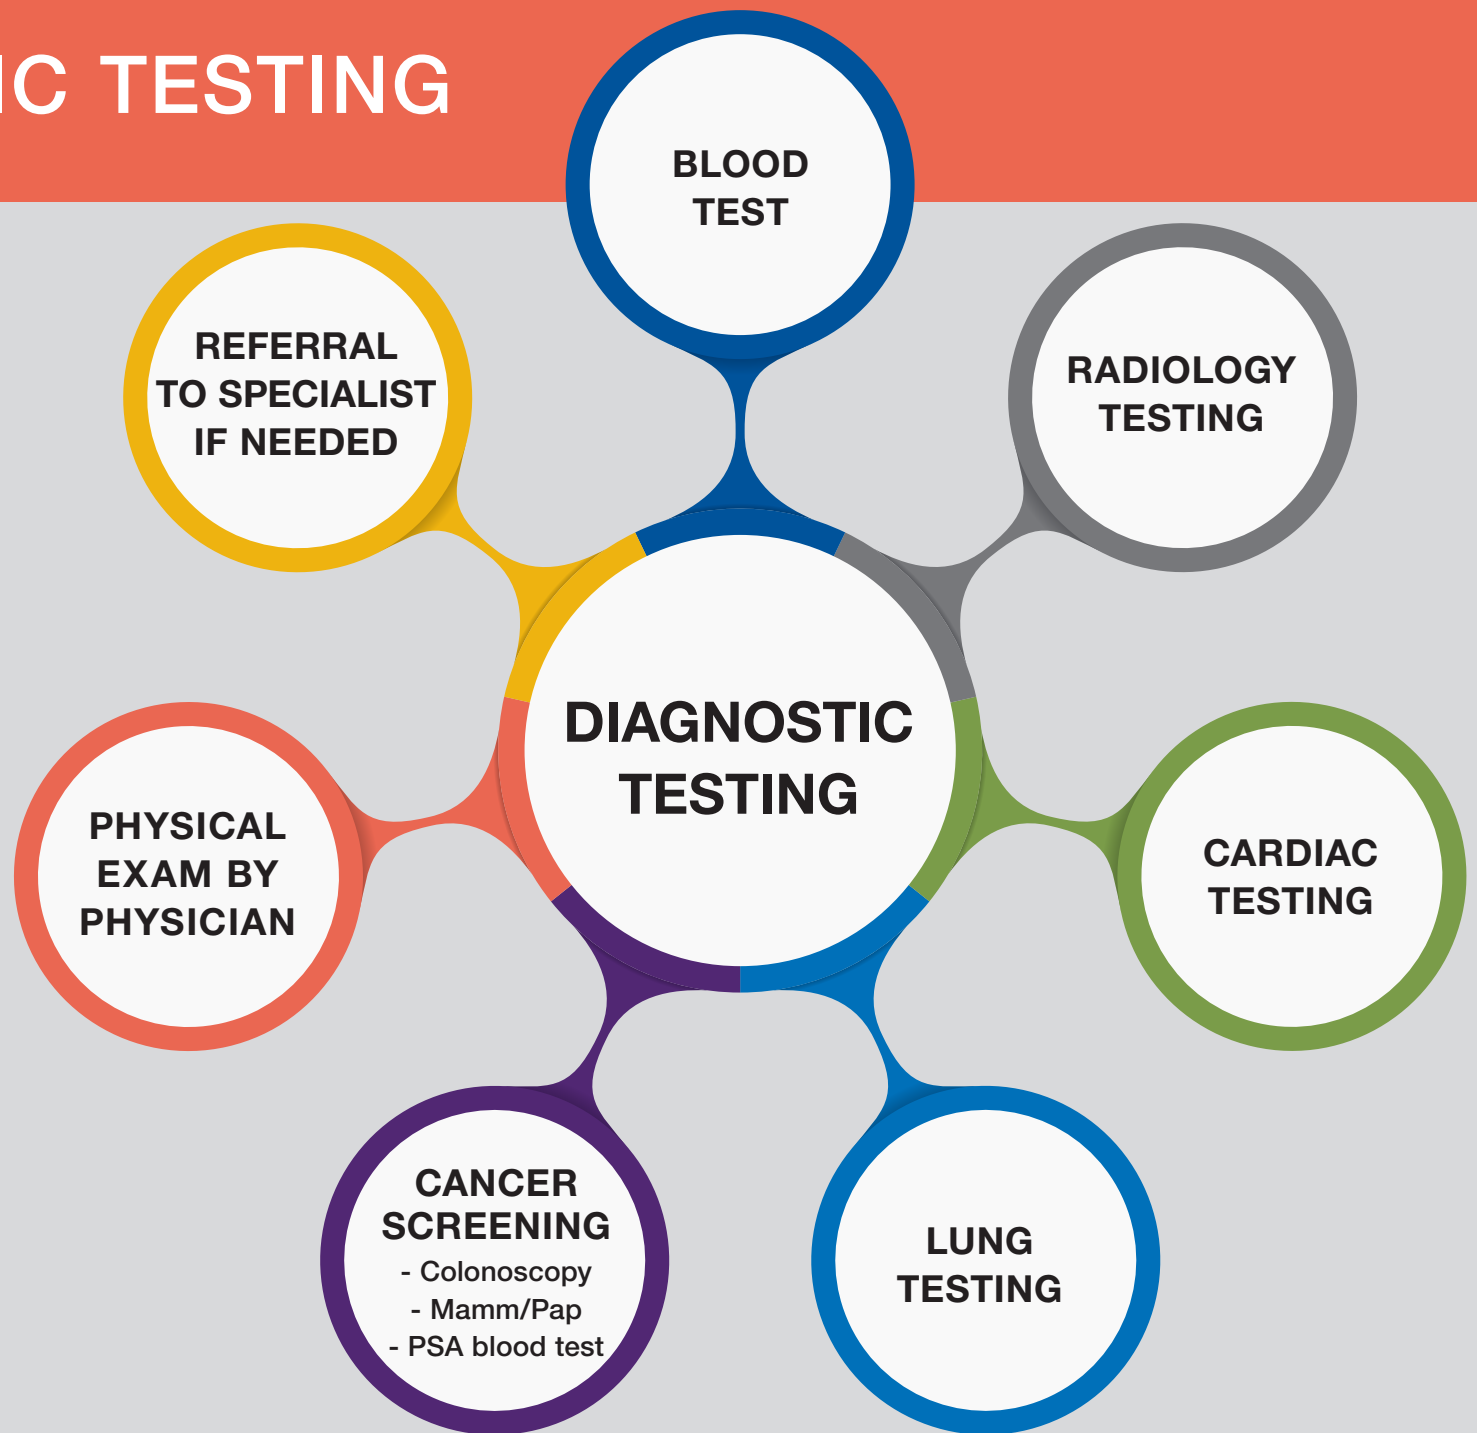 IC TESTING
BLOOD
TEST
RADIOLOGY
TESTING
CARDIAC
TESTING
LUNG
TESTING
CANCER
SCREENING
- Colonoscopy
- Mamm/Pap
- PSA blood test
PHYSICAL
EXAM BY
PHYSICIAN
REFERRAL
TO SPECIALIST
IF NEEDED
DIAGNOSTIC
TESTING